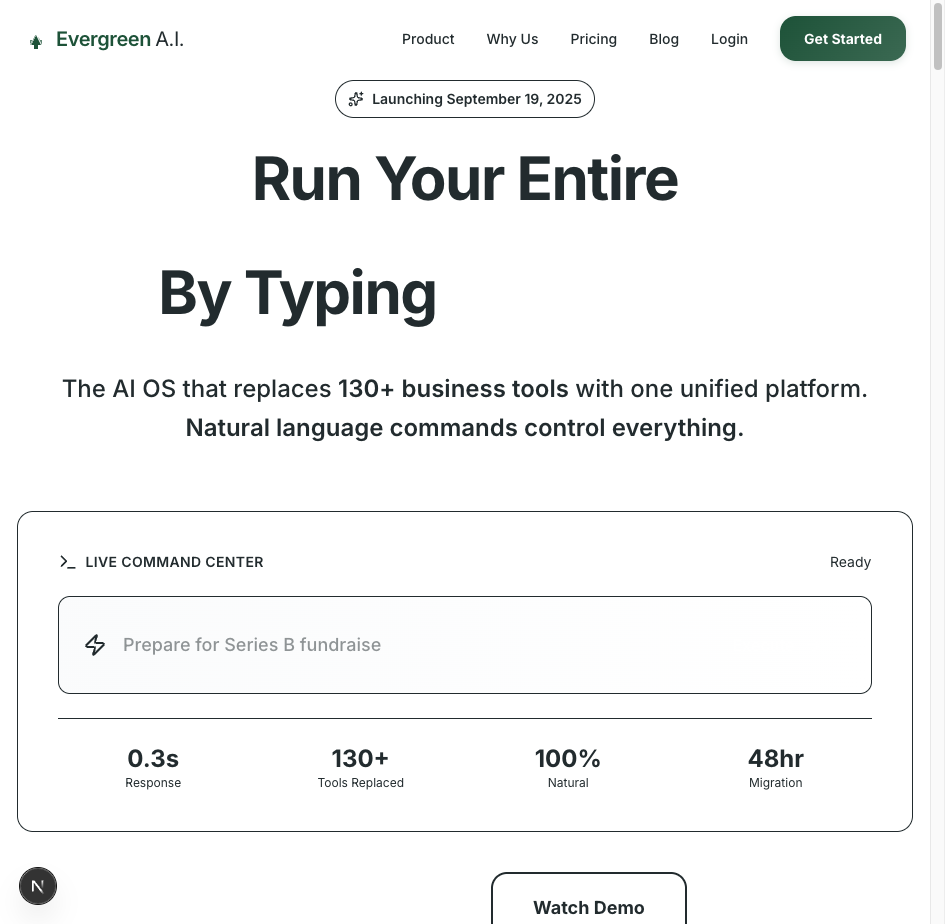 Evergreen A.I.
Product
Why Us
Pricing
Blog
Login
Get Started
Launching September 19, 2025
Run Your Entire
By Typing
The AI OS that replaces 130+ business tools with one unified platform.
Natural language commands control everything.
LIVE COMMAND CENTER
Ready
Prepare for Series B fundraise
0.3s
Response
130+
Tools Replaced
100%
Natural
48hr
Migration
N
Watch Demo